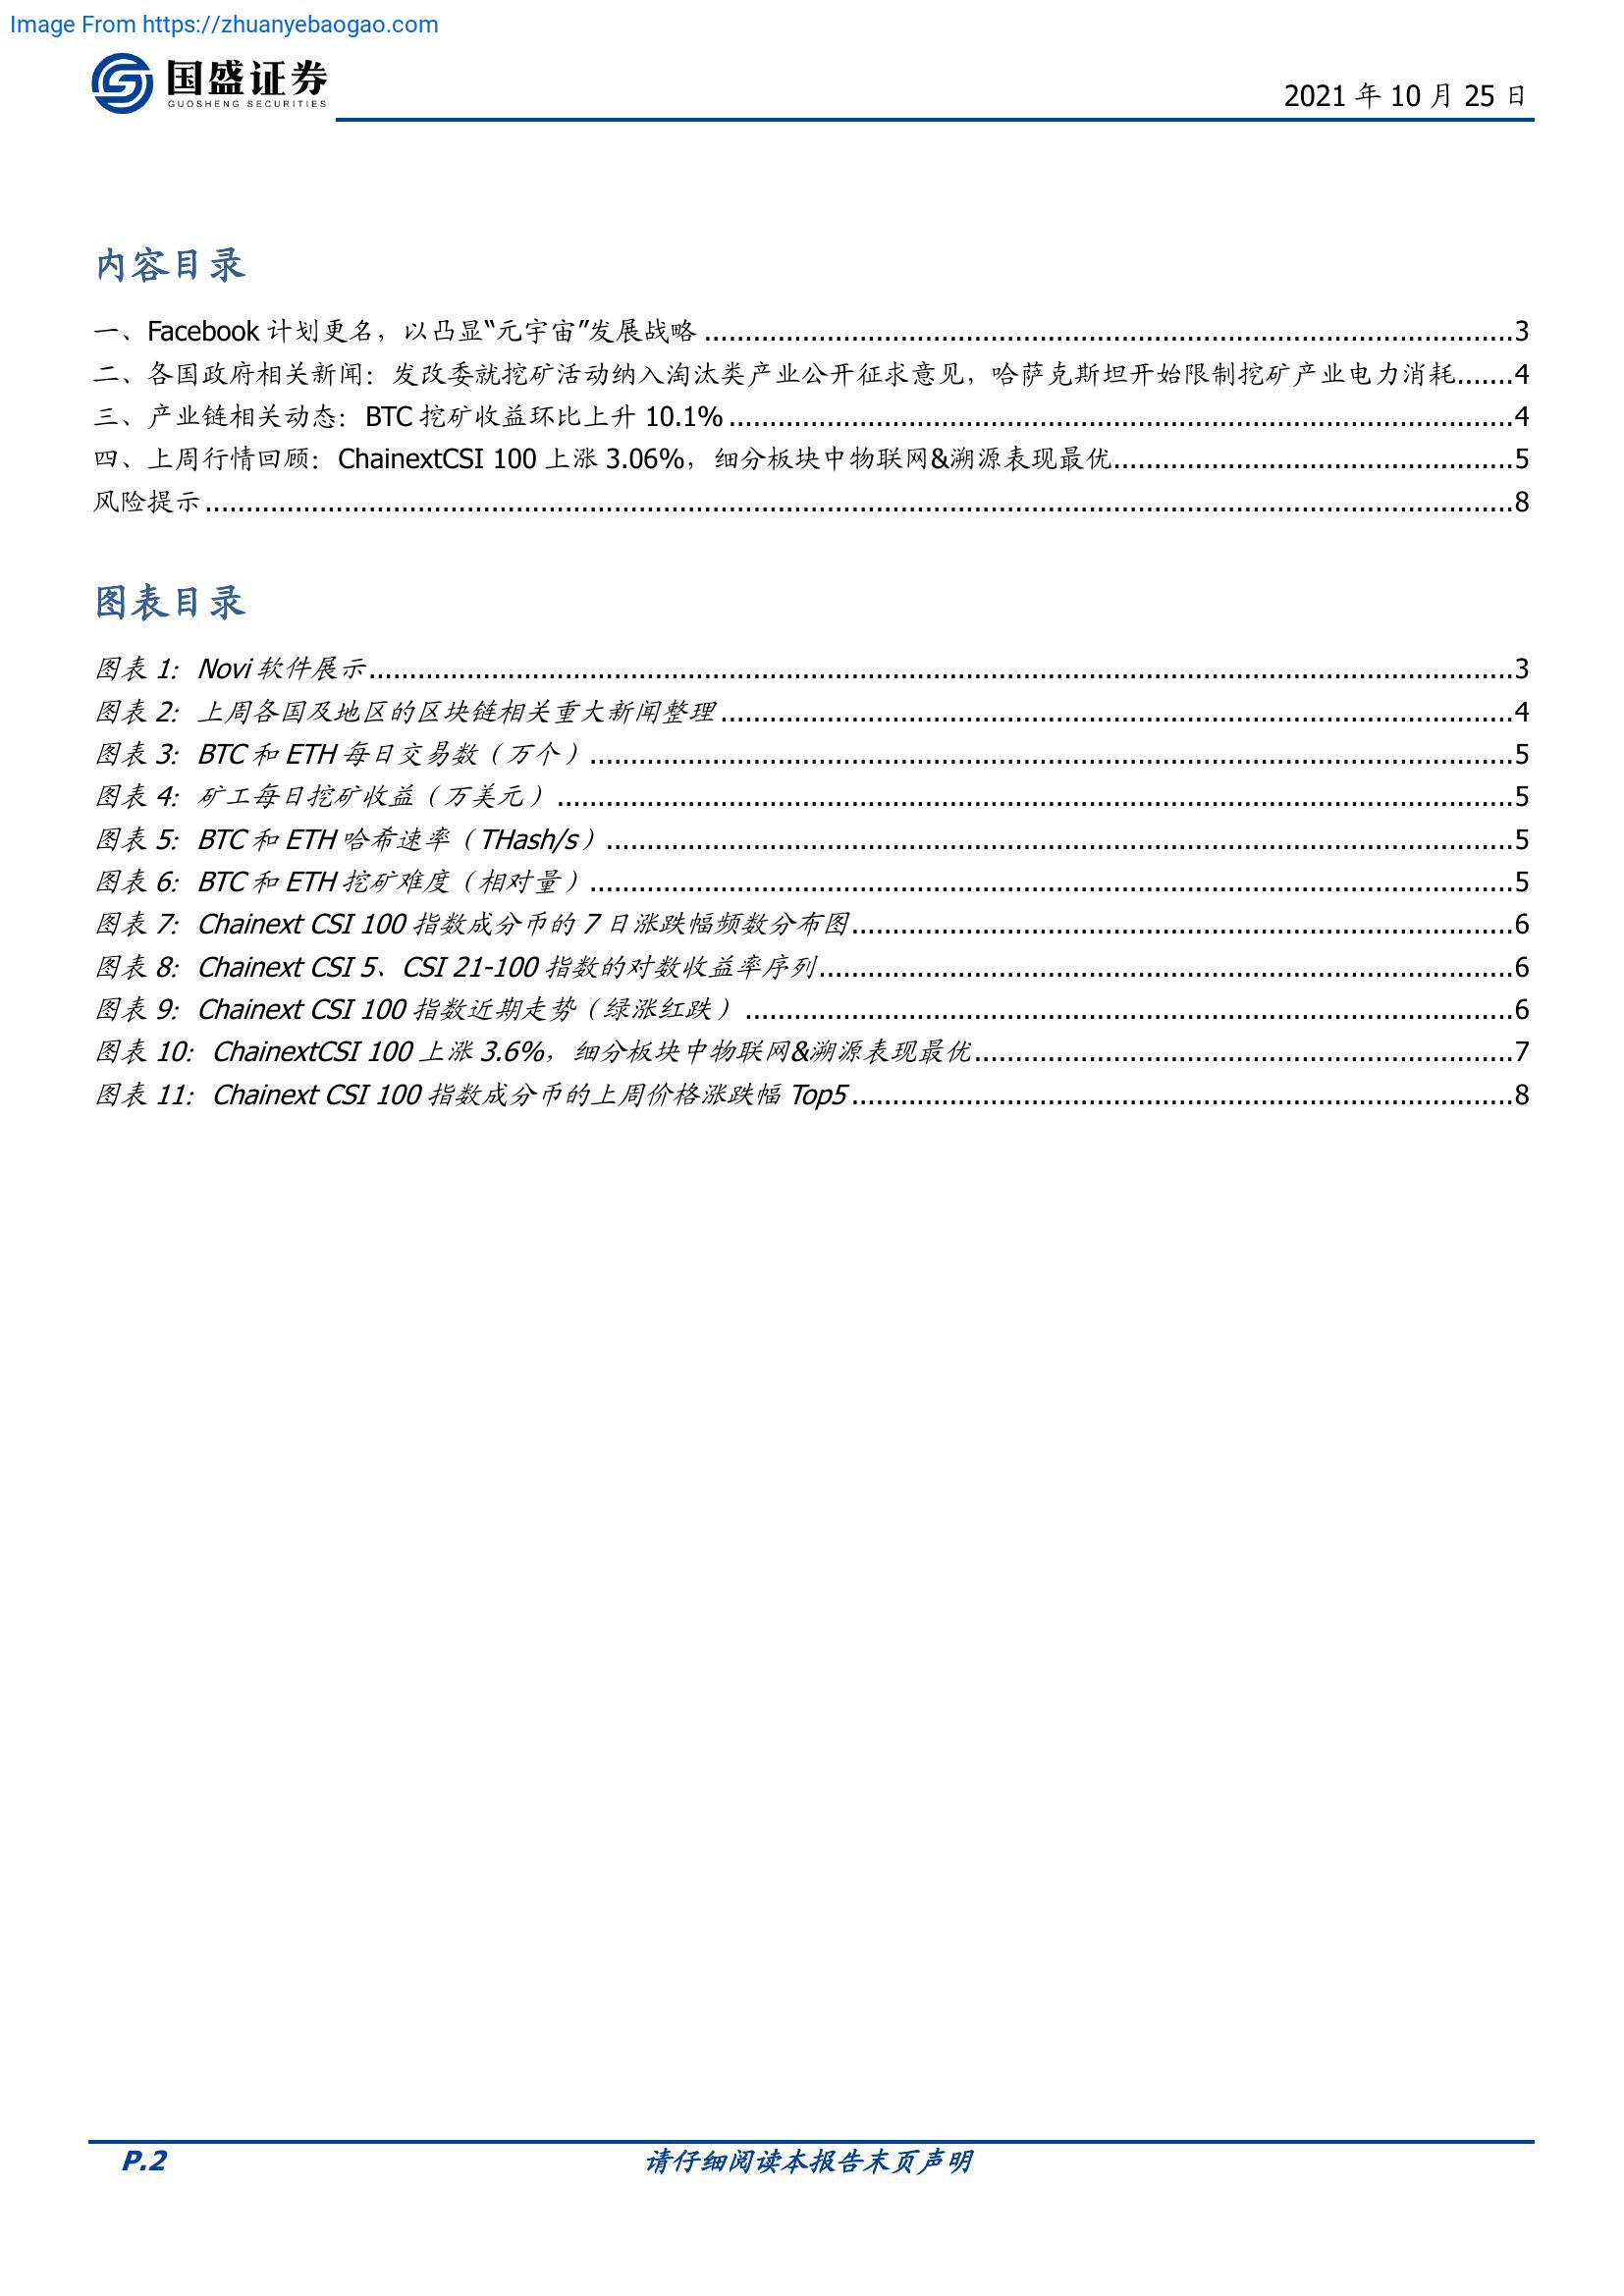 Image From https://zhuanyebaogao.com
国盛证券
GUOSHENG SECURITIES
2021 年 10 月 25 日
内容目录
一、Facebook 计划更名，以凸显“元宇宙”发展战略 3
二、各国政府相关新闻：发改委就挖矿活动纳入淘汰类产业公开征求意见，哈萨克斯坦开始限制挖矿产业电力消耗 4
三、产业链相关动态：BTC 挖矿收益环比上升 10.1% 4
四、上周行情回顾：ChainextCSI 100 上涨 3.06%，细分板块中物联网&溯源表现最优 5
风险提示 8
图表目录
图表 1：Novi 软件展示 3
图表 2：上周各国及地区的区块链相关重大新闻整理 4
图表 3：BTC 和 ETH 每日交易数（万个） 5
图表 4：矿工每日挖矿收益（万美元） 5
图表 5：BTC 和 ETH 哈希速率（THash/s） 5
图表 6：BTC 和 ETH 挖矿难度（相对量） 5
图表 7：Chainext CSI 100 指数成分币的 7 日涨跌幅频数分布图 6
图表 8：Chainext CSI 5、CSI 21-100 指数的对数收益率序列 6
图表 9：Chainext CSI 100 指数近期走势（绿涨红跌） 6
图表 10：ChainextCSI 100 上涨 3.6%，细分板块中物联网&溯源表现最优 7
图表 11：Chainext CSI 100 指数成分币的上周价格涨跌幅 Top5 8
P.2
请仔细阅读本报告末页声明